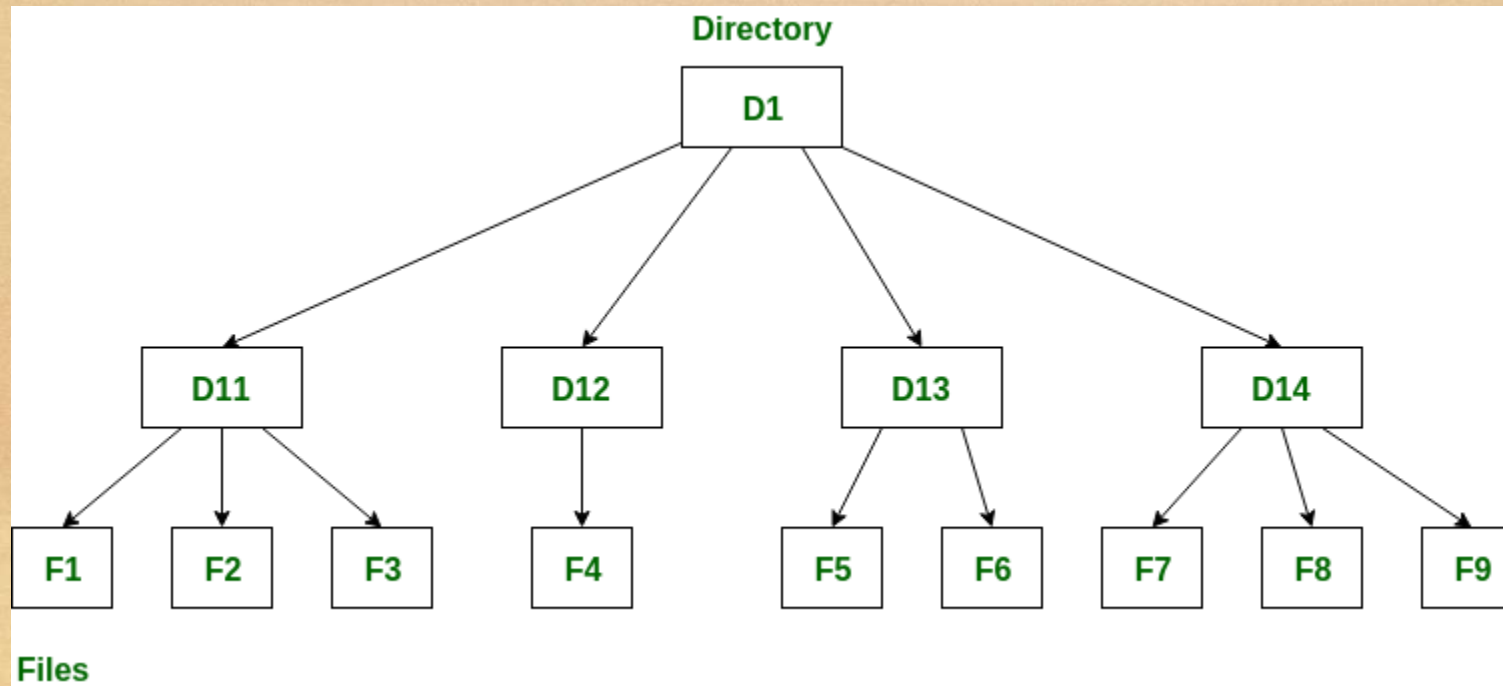 Directory
D1
D11 D12 D13 D14
F1 F2 F3 F4 F5 F6 F7 F8 F9
Files